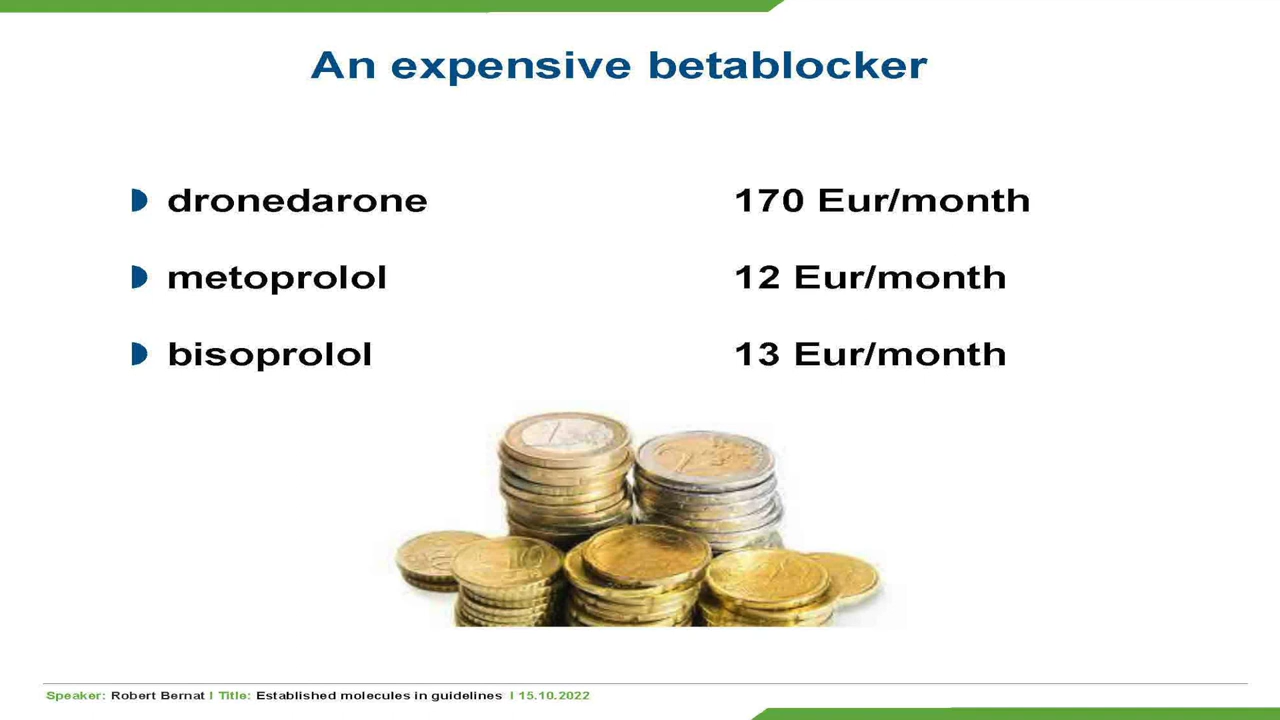 An expensive betablocker
dronedarone 170 Eur/month
metoprolol 12 Eur/month
bisoprolol 13 Eur/month
Speaker: Robert Bernat I Title: Established molecules in guidelines I 15.10.2022